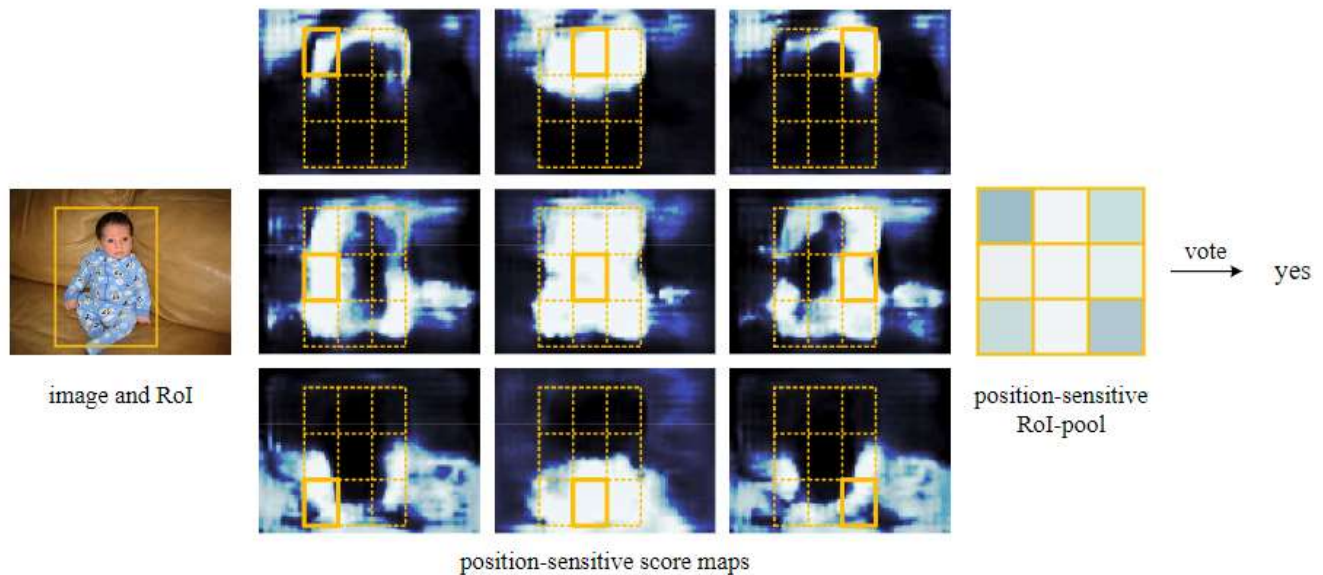 image and RoI
position-sensitive score maps
position-sensitive
RoI-pool
vote
yes